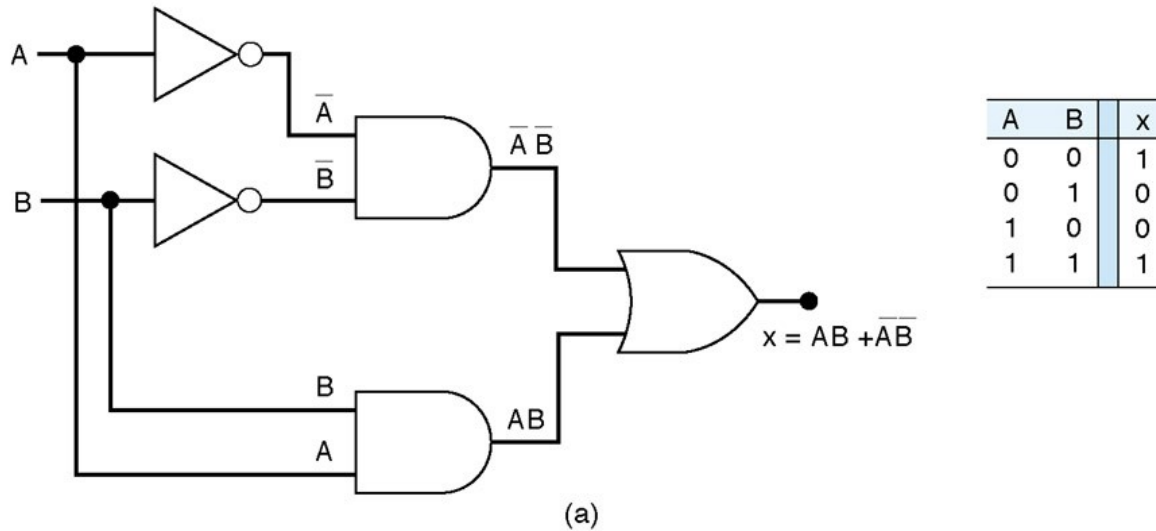 A
A̅
A̅ B̅
B
B̅
x = AB + A̅B̅
B
AB
A
(a)
A B x
0 0 1
0 1 0
1 0 0
1 1 1